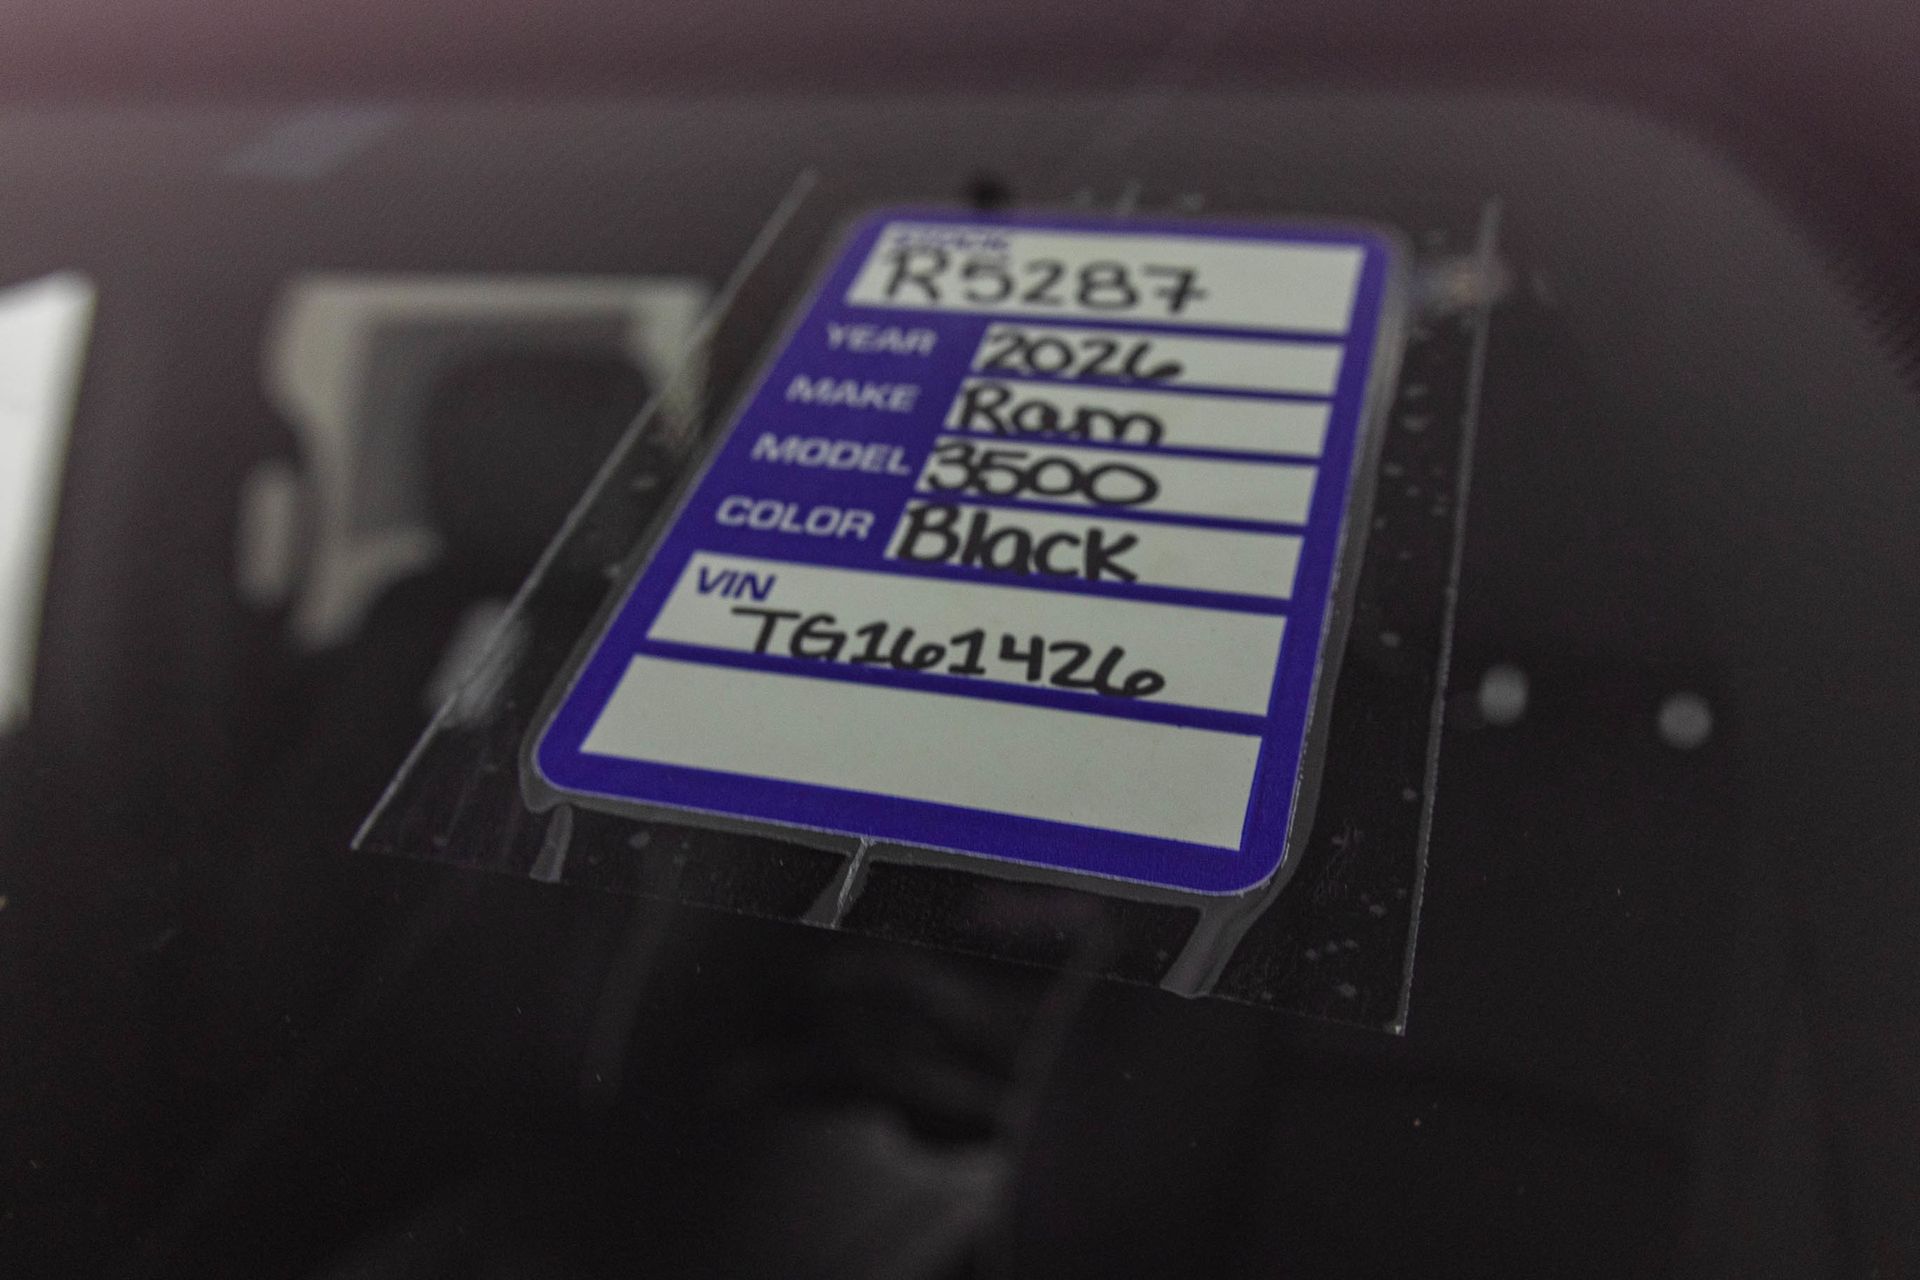 R5287
YEAR 2026
MAKE Ram
MODEL 3500
COLOR Black
VIN
TG161426